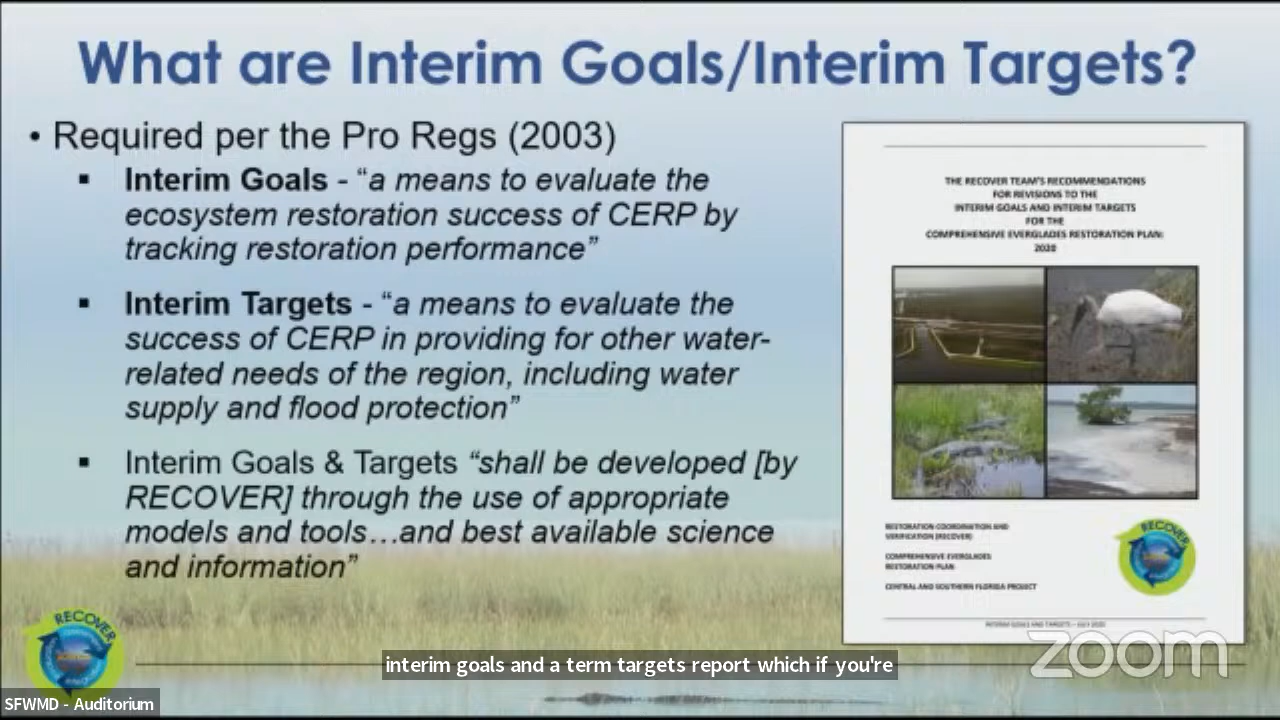 What are Interim Goals/Interim Targets?
• Required per the Pro Regs (2003)
▪ Interim Goals - “a means to evaluate the
ecosystem restoration success of CERP by
tracking restoration performance”
▪ Interim Targets - “a means to evaluate the
success of CERP in providing for other water-
related needs of the region, including water
supply and flood protection”
▪ Interim Goals & Targets “shall be developed [by
RECOVER] through the use of appropriate
models and tools…and best available science
and information”
THE RECOVER TEAM'S RECOMMENDATIONS
FOR REVISIONS TO THE
INTERIM GOALS AND INTERIM TARGETS
FOR THE
COMPREHENSIVE EVERGLADES RESTORATION PLAN:
2020
RESTORATION COORDINATION AND
VERIFICATION (RECOVER)
COMPREHENSIVE EVERGLADES
RESTORATION PLAN
CENTRAL AND SOUTHERN FLORIDA PROJECT
RECOVER
INTERIM GOALS AND TARGETS – JULY 2020
zoom
RECOVER
interim goals and a term targets report which if you're
SFWMD - Auditorium